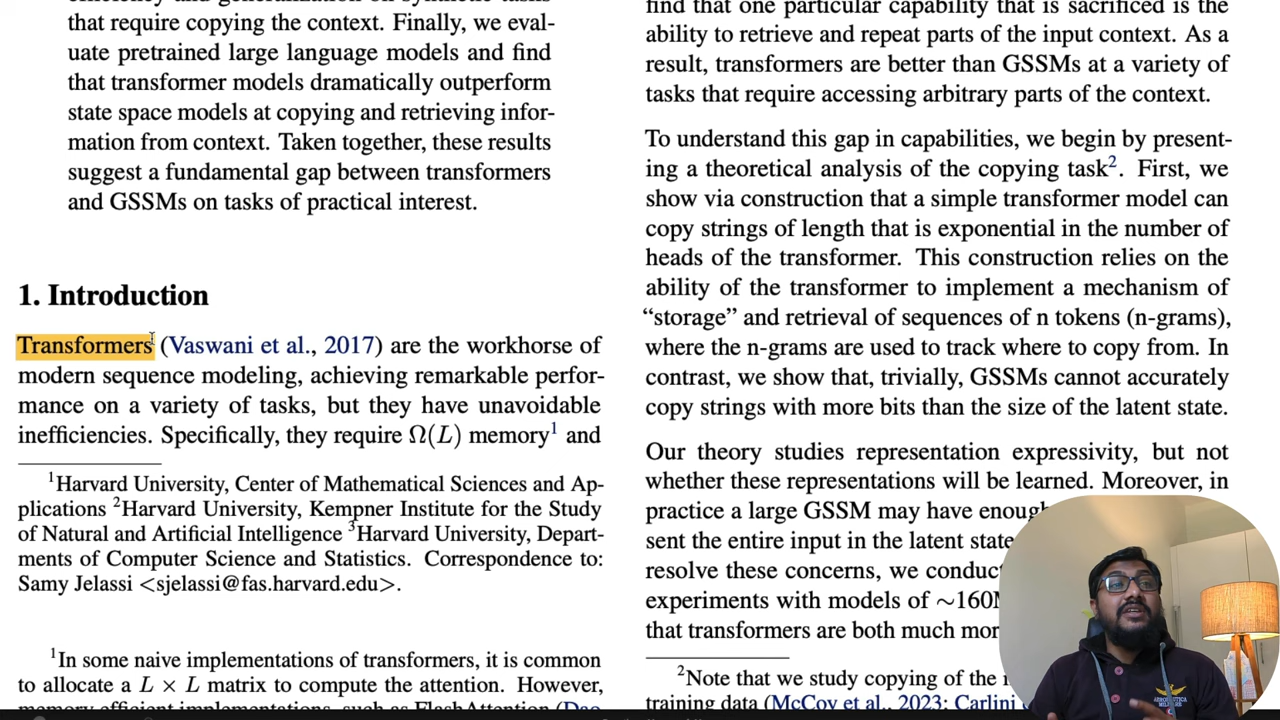 efficiency and generalization on synthetic tasks
that require copying the context. Finally, we eval-
uate pretrained large language models and find
that transformer models dramatically outperform
state space models at copying and retrieving infor-
mation from context. Taken together, these results
suggest a fundamental gap between transformers
and GSSMs on tasks of practical interest.
1. Introduction
Transformers (Vaswani et al., 2017) are the workhorse of
modern sequence modeling, achieving remarkable perfor-
mance on a variety of tasks, but they have unavoidable
inefficiencies. Specifically, they require Ω(L) memory¹ and
¹Harvard University, Center of Mathematical Sciences and Ap-
plications ²Harvard University, Kempner Institute for the Study
of Natural and Artificial Intelligence ³Harvard University, Depart-
ments of Computer Science and Statistics. Correspondence to:
Samy Jelassi <sjelassi@fas.harvard.edu>.
¹In some naive implementations of transformers, it is common
to allocate a L × L matrix to compute the attention. However,
memory efficient implementations, such as FlashAttention (Dao
find that one particular capability that is sacrificed is the
ability to retrieve and repeat parts of the input context. As a
result, transformers are better than GSSMs at a variety of
tasks that require accessing arbitrary parts of the context.
To understand this gap in capabilities, we begin by present-
ing a theoretical analysis of the copying task². First, we
show via construction that a simple transformer model can
copy strings of length that is exponential in the number of
heads of the transformer. This construction relies on the
ability of the transformer to implement a mechanism of
“storage” and retrieval of sequences of n tokens (n-grams),
where the n-grams are used to track where to copy from. In
contrast, we show that, trivially, GSSMs cannot accurately
copy strings with more bits than the size of the latent state.
Our theory studies representation expressivity, but not
whether these representations will be learned. Moreover, in
practice a large GSSM may have enough
sent the entire input in the latent state
resolve these concerns, we conduc
experiments with models of ∼160
that transformers are both much mor
²Note that we study copying of the
training data (McCoy et al., 2023; Carlini